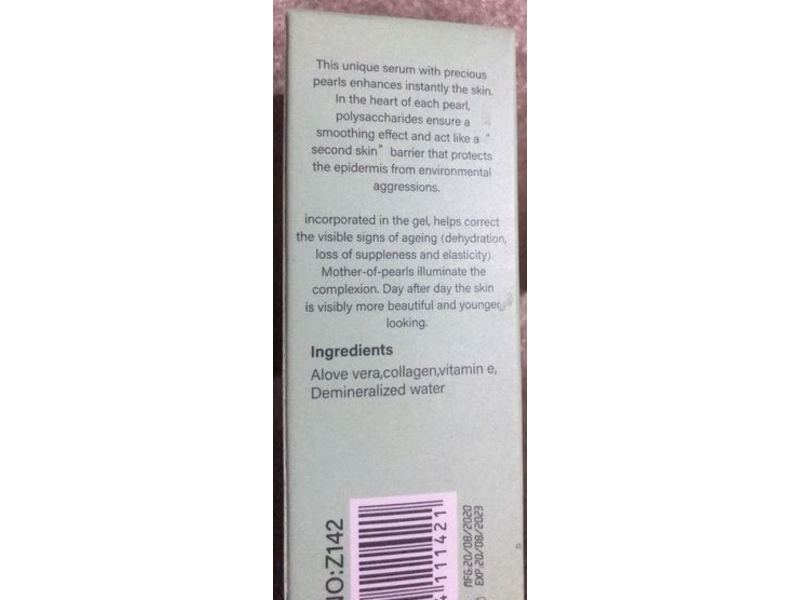 This unique serum with precious
pearls enhances instantly the skin.
In the heart of each pearl,
polysaccharides ensure a
smoothing effect and act like a "
second skin" barrier that protects
the epidermis from environmental
aggressions.
incorporated in the gel, helps correct
the visible signs of ageing (dehydration,
loss of suppleness and elasticity).
Mother-of-pearls illuminate the
complexion. Day after day the skin
is visibly more beautiful and younger
looking.
Ingredients
Alove vera,collagen,vitamin e,
Demineralized water
NO:Z142
111421
MFG:20/08/2020
EXP:20/08/2023